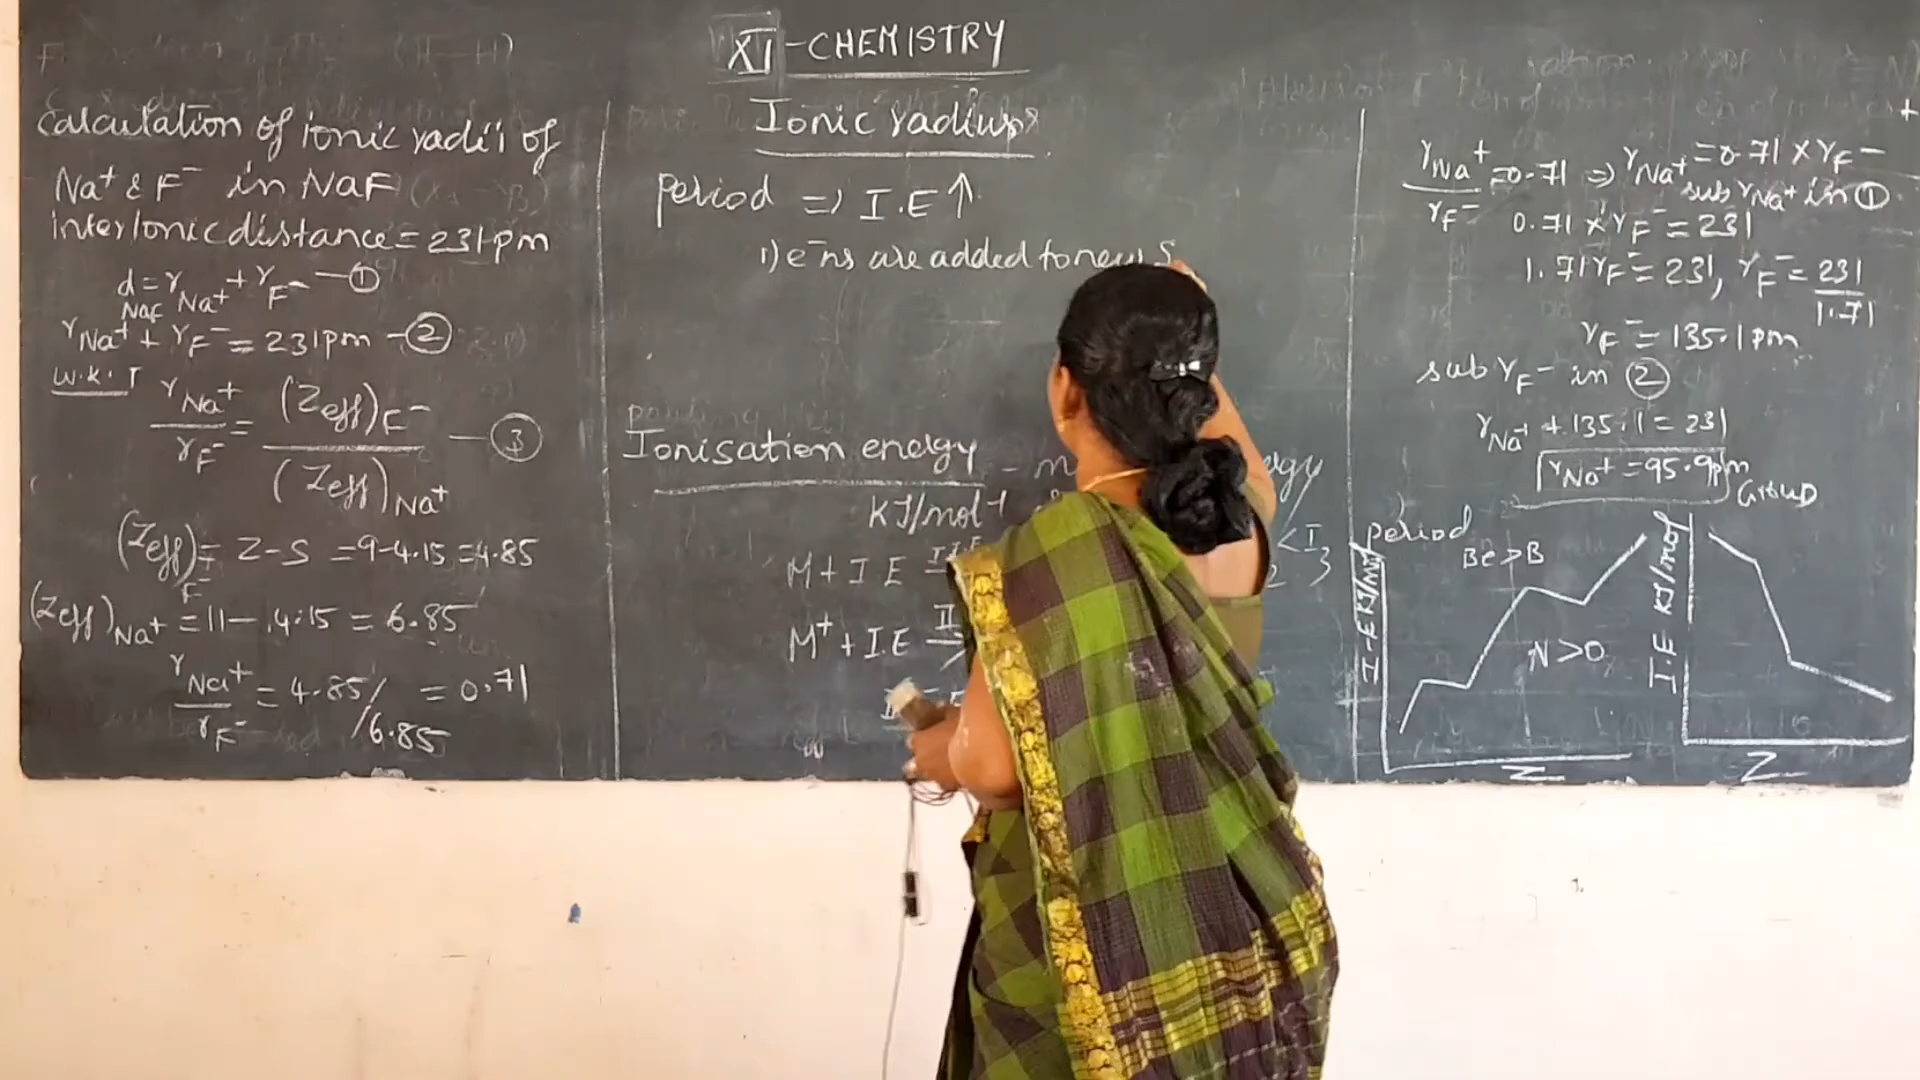 XI - CHEMISTRY
Ionic radius
Calculation of ionic radii of
Na⁺ & F⁻ in NaF
Inter Ionic distance = 231 pm
d NaF = rNa⁺ + rF⁻ — ①
rNa⁺ + rF⁻ = 231 pm — ②
W.K.T
rNa⁺ / rF⁻ = (Zeff)F⁻ / (Zeff)Na⁺ — ③
(Zeff)F⁻ = Z-S = 9-4.15 = 4.85
(Zeff)Na⁺ = 11 - 4.15 = 6.85
rNa⁺ / rF⁻ = 4.85 / 6.85 = 0.71
period ⇒ I.E ↑
1) e⁻ns are added to new S
Ionisation energy - m
KJ/mol⁻¹
M + I E
M⁺ + I.E
rNa⁺ / rF⁻ = 0.71 ⇒ rNa⁺ = 0.71 × rF⁻
sub rNa⁺ in ①
0.71 × rF⁻ = 231
1.71 rF⁻ = 231, rF⁻ = 231 / 1.71
rF⁻ = 135.1 pm
sub rF⁻ in ②
rNa⁺ + 135.1 = 231
rNa⁺ = 95.9 pm
period
Be > B
N > O
I.E KJ/mol
Z
Group
I.E KJ/mol
Z